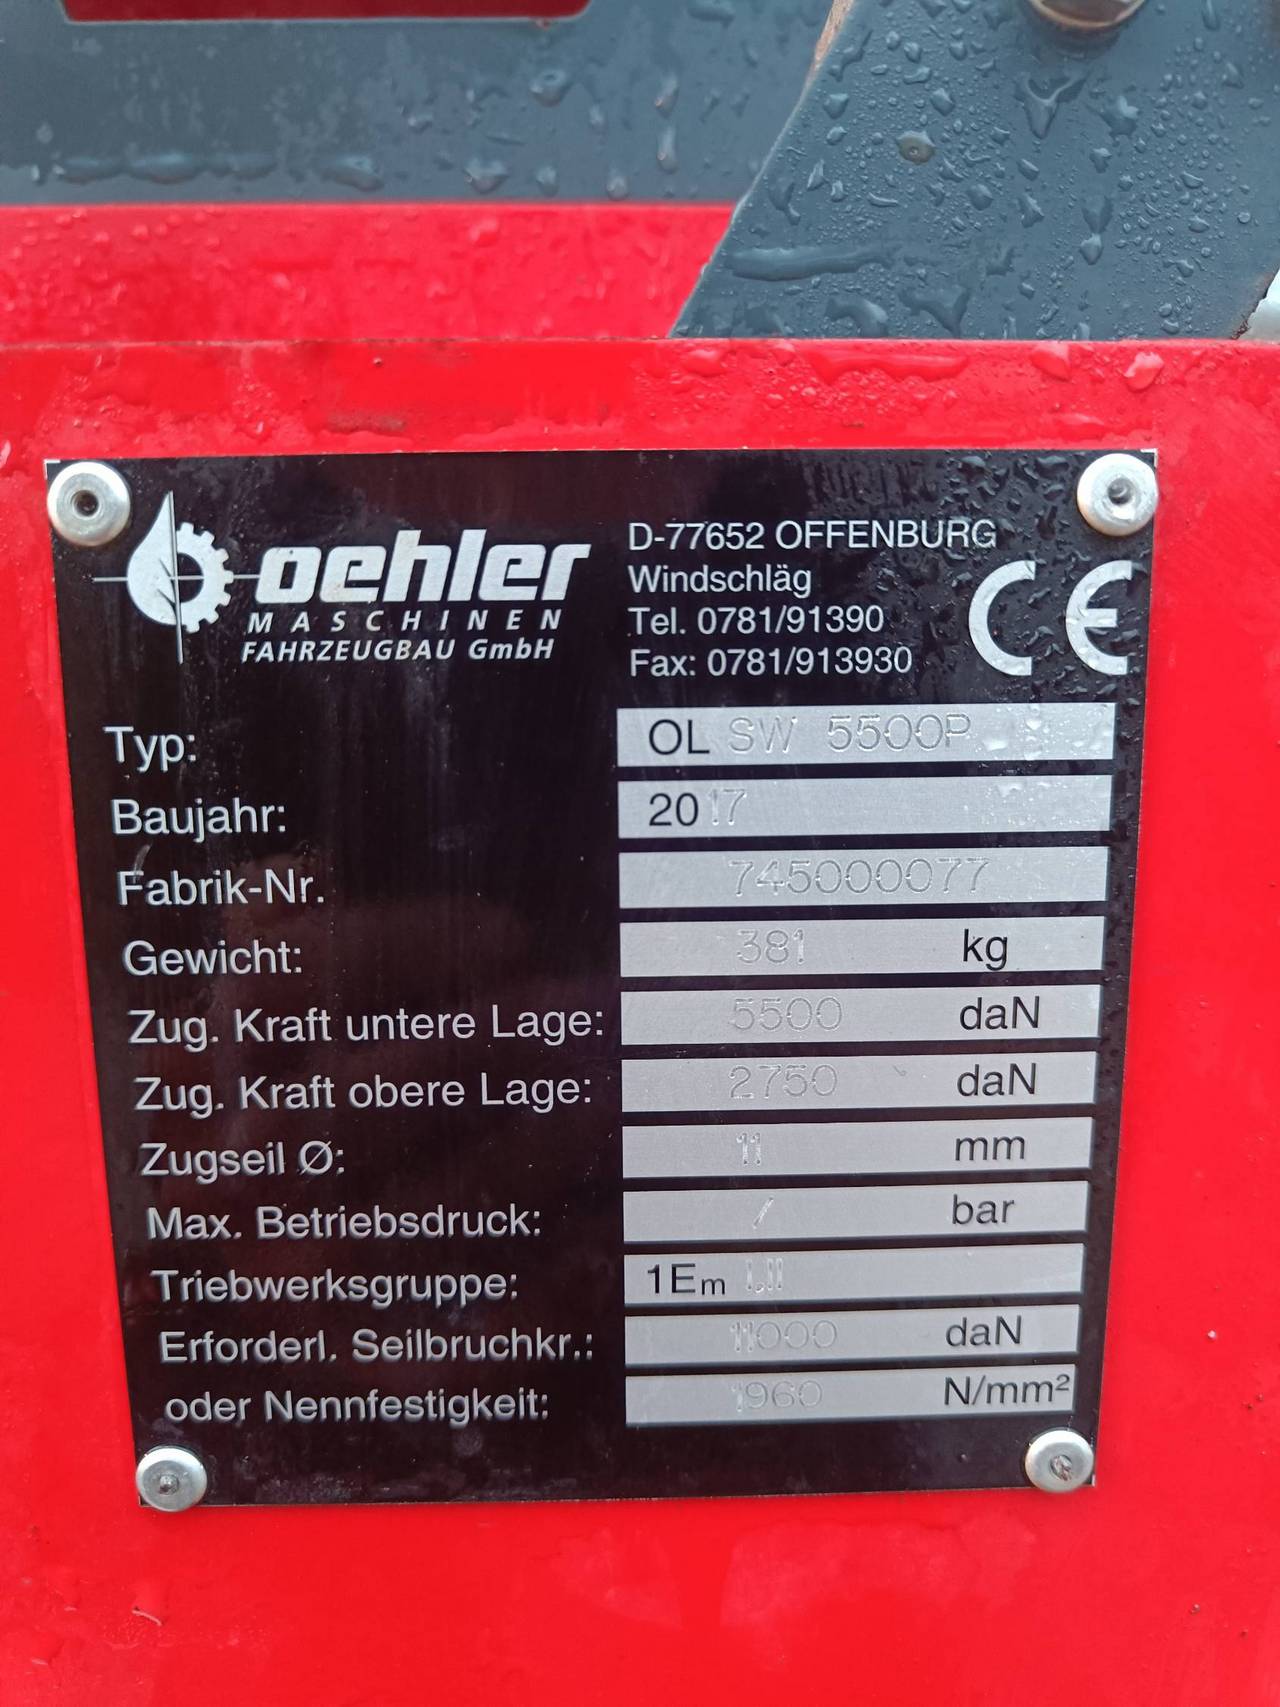 oehler
MASCHINEN
FAHRZEUGBAU GmbH
D-77652 OFFENBURG
Windschläg
Tel. 0781/91390
Fax: 0781/913930
CE
Typ: OL SW 5500P
Baujahr: 2017
Fabrik-Nr. 745000077
Gewicht: 381 kg
Zug. Kraft untere Lage: 5500 daN
Zug. Kraft obere Lage: 2750 daN
Zugseil Ø: 11 mm
Max. Betriebsdruck: / bar
Triebwerksgruppe: 1Em
Erforderl. Seilbruchkr.: 11000 daN
oder Nennfestigkeit: 1960 N/mm²